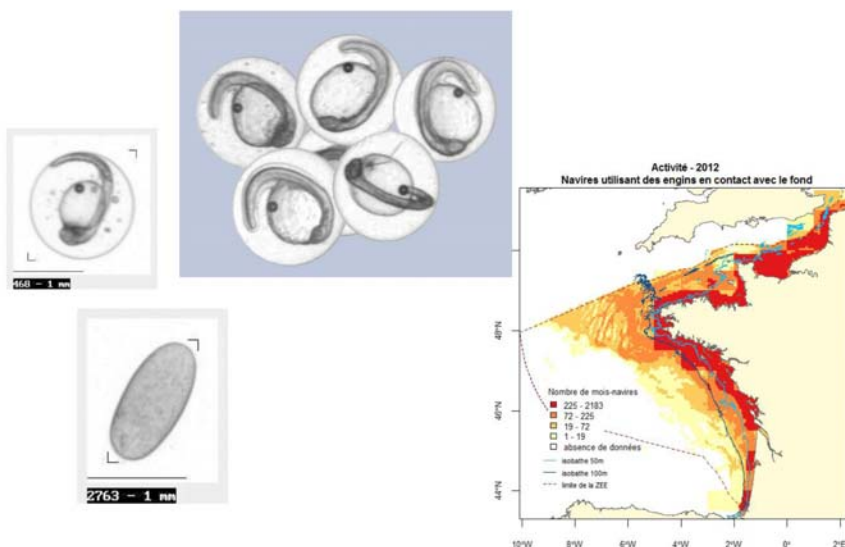 468 - 1 mm
2763 - 1 mm
Activité - 2012
Navires utilisant des engins en contact avec le fond
48°N
46°N
44°N
Nombre de mois-navires
225 - 2183
72 - 225
19 - 72
1 - 19
absence de données
isobathe 50m
isobathe 100m
limite de la ZEE
10°W
8°W
6°W
4°W
2°W
0°
2°E